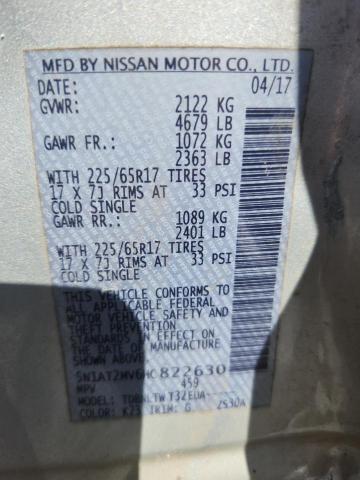 MFD BY NISSAN MOTOR CO., LTD.
DATE: 04/17
GVWR: 2122 KG
4679 LB
GAWR FR.: 1072 KG
2363 LB
WITH 225/65R17 TIRES
17 X 7J RIMS AT 33 PSI
COLD SINGLE
GAWR RR.: 1089 KG
2401 LB
WITH 225/65R17 TIRES
17 X 7J RIMS AT 33 PSI
COLD SINGLE
THIS VEHICLE CONFORMS TO
ALL APPLICABLE FEDERAL
MOTOR VEHICLE SAFETY AND
THEFT PREVENTION
STANDARDS IN EFFECT ON
THE DATE OF MANUFACTURE
SHOWN ABOVE.
5N1AT2MV6HC822630
459
MPV
MODEL: TDBNLTWT32EUA-
COLOR: K23 TRIM: G 2530A